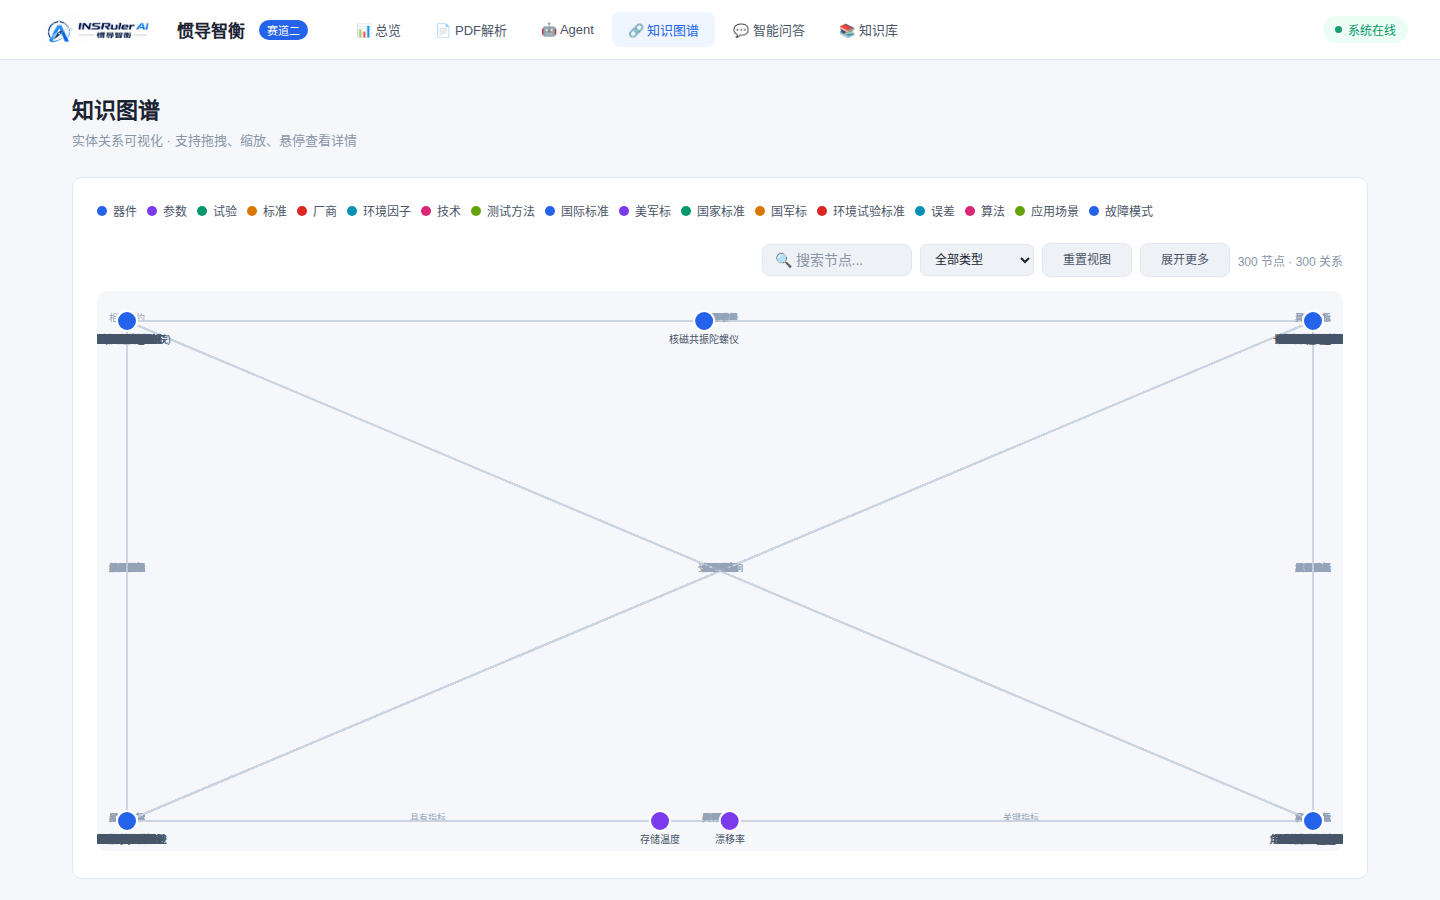 INSRuler AI
惯导智衡
惯导智衡
赛道二
总览
PDF解析
Agent
知识图谱
智能问答
知识库
系统在线
知识图谱
实体关系可视化 · 支持拖拽、缩放、悬停查看详情
器件 参数 试验 标准 厂商 环境因子 技术 测试方法 国际标准 美军标 国家标准 国军标 环境试验标准 误差 算法 应用场景 故障模式
搜索节点...
全部类型
重置视图
展开更多
300 节点 · 300 关系
核磁共振陀螺仪
具有指标
关键指标
存储温度
漂移率